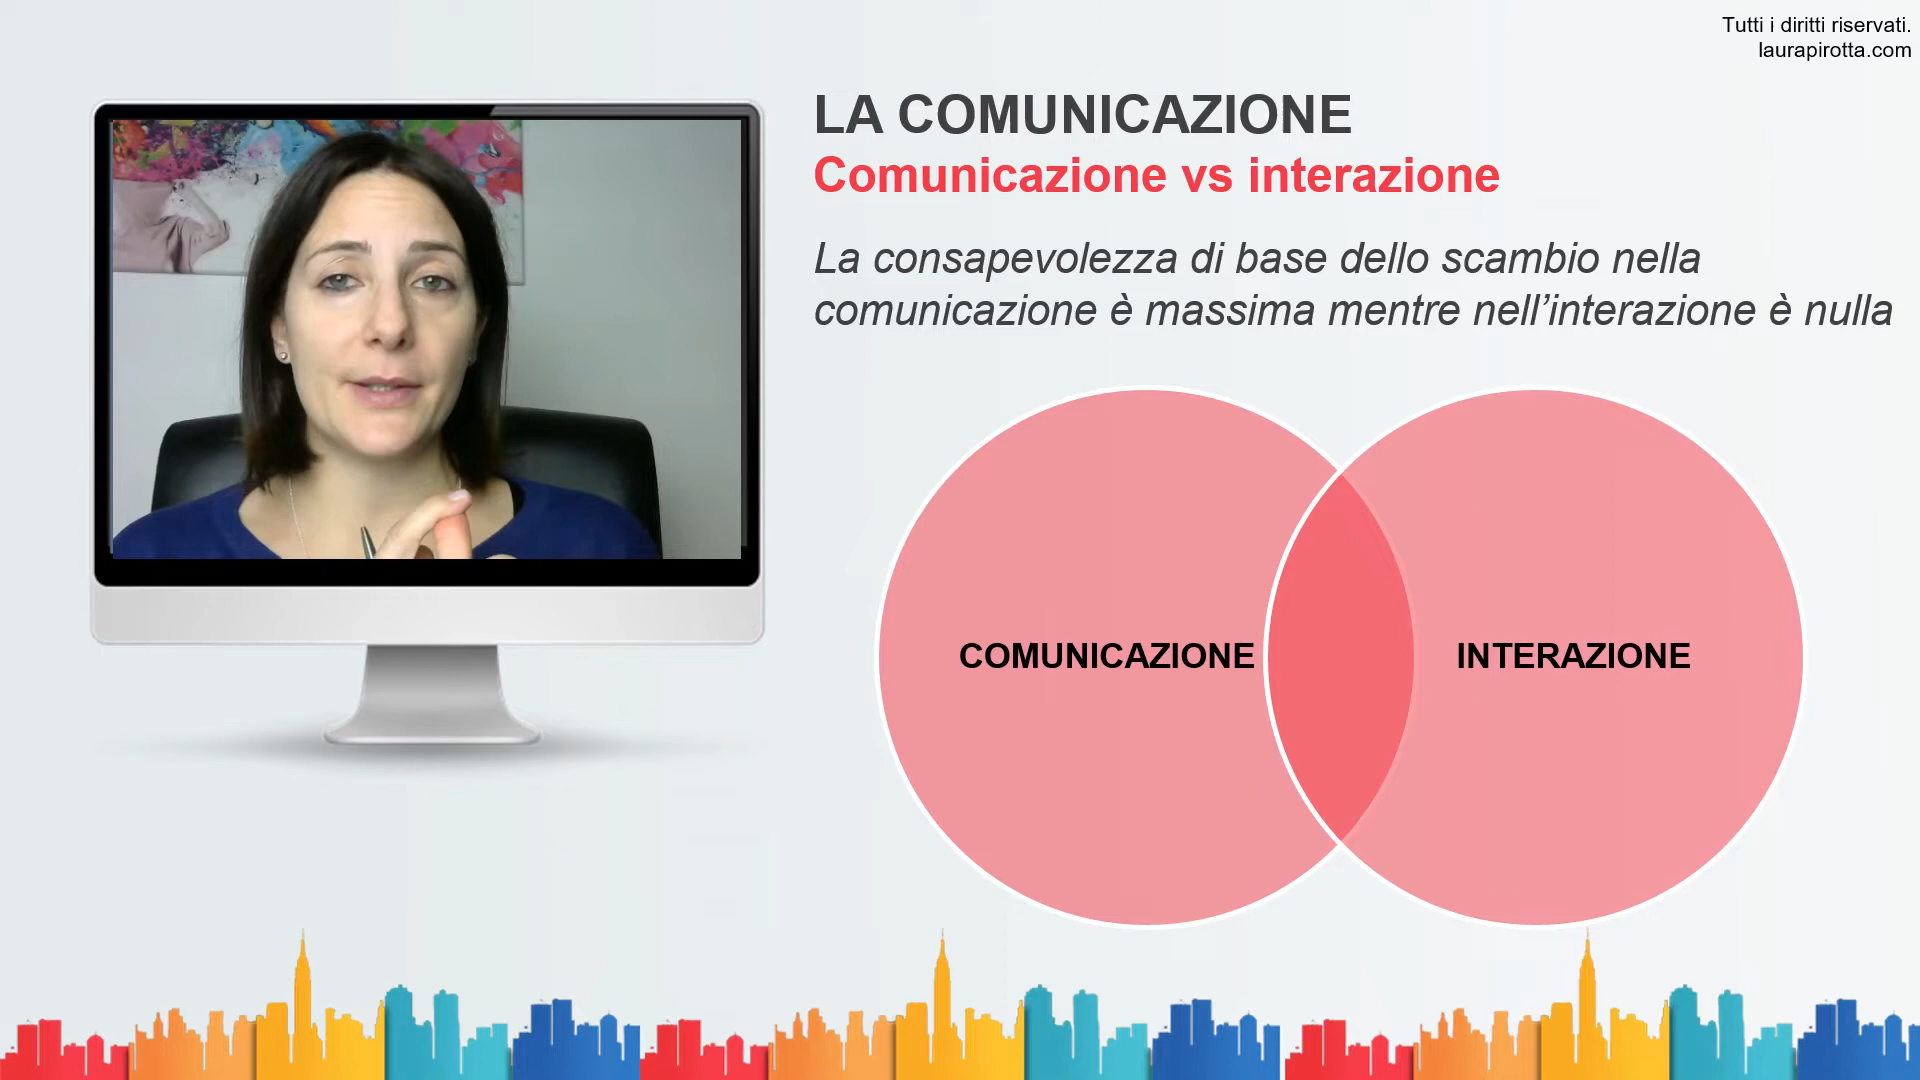 Tutti i diritti riservati.
laurapirotta.com
LA COMUNICAZIONE
Comunicazione vs interazione
La consapevolezza di base dello scambio nella
comunicazione è massima mentre nell’interazione è nulla
COMUNICAZIONE
INTERAZIONE